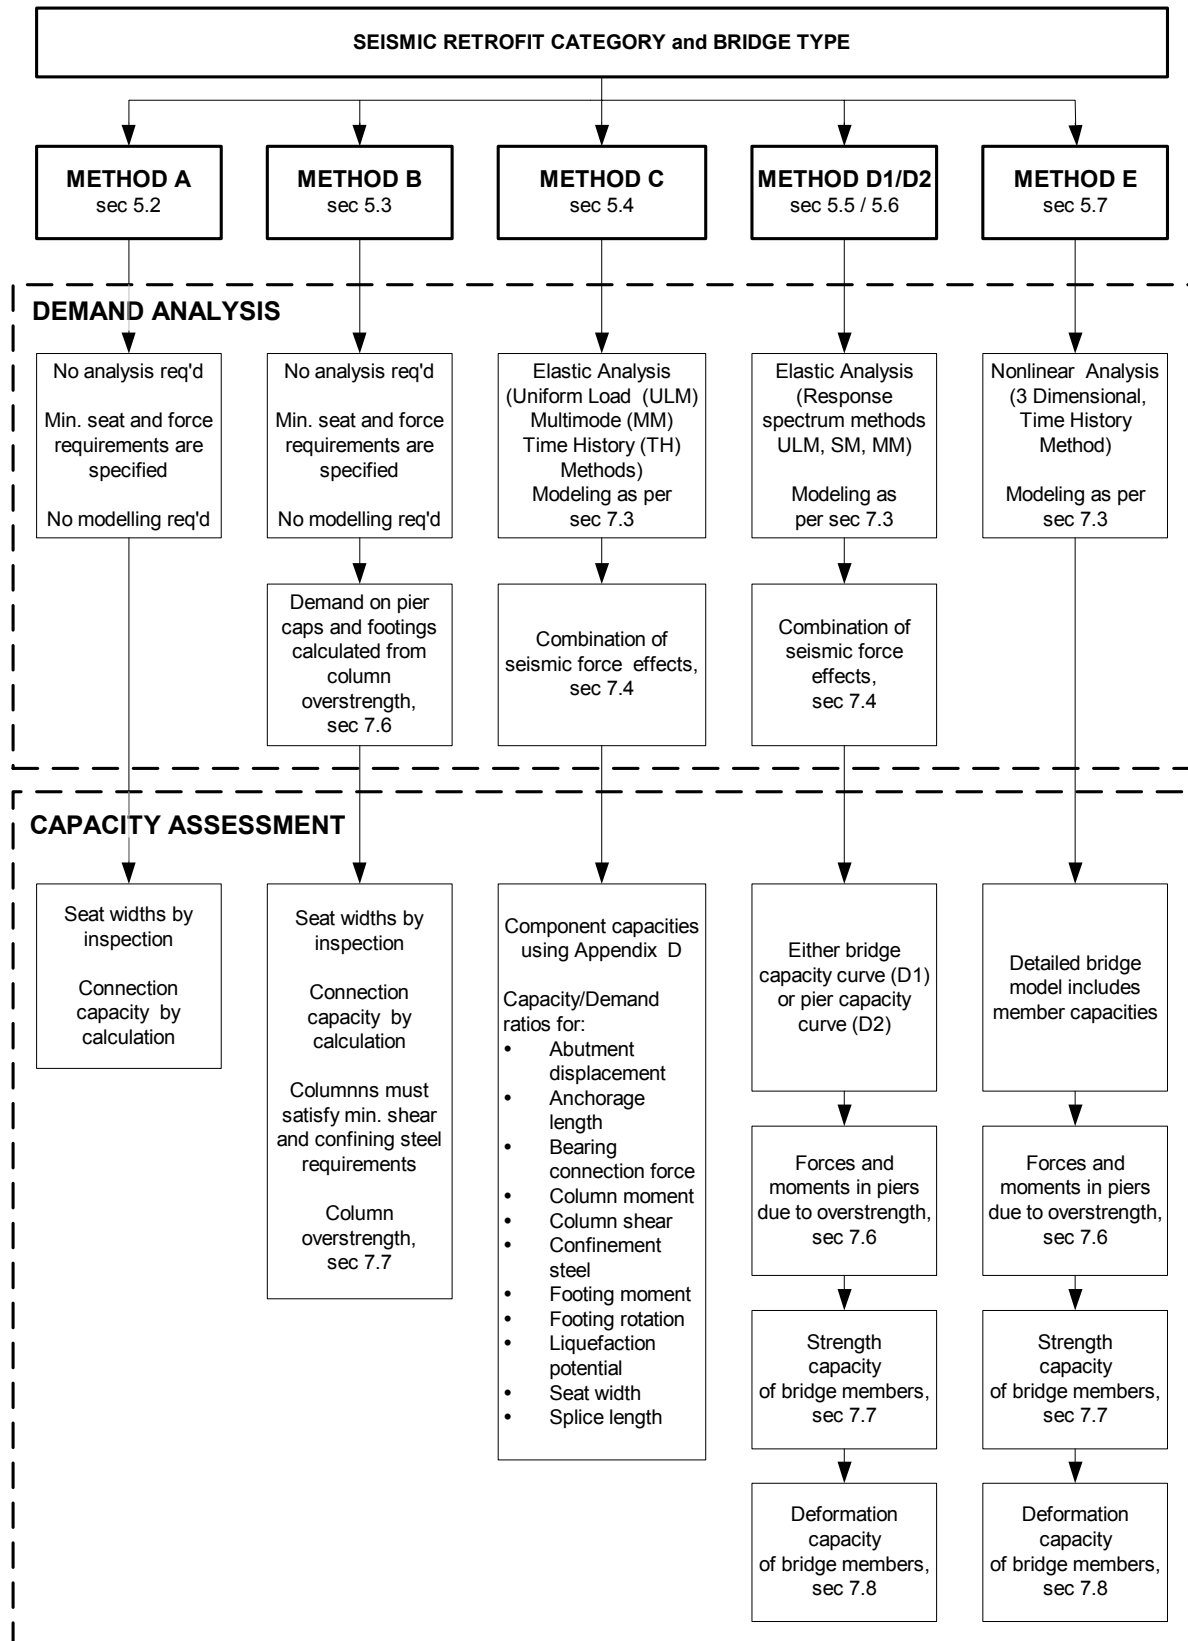 SEISMIC RETROFIT CATEGORY and BRIDGE TYPE
METHOD A
sec 5.2
METHOD B
sec 5.3
METHOD C
sec 5.4
METHOD D1/D2
sec 5.5 / 5.6
METHOD E
sec 5.7
DEMAND ANALYSIS
No analysis req'd
Min. seat and force
requirements are
specified
No modelling req'd
No analysis req'd
Min. seat and force
requirements are
specified
No modelling req'd
Elastic Analysis
(Uniform Load (ULM)
Multimode (MM)
Time History (TH)
Methods)
Modeling as per
sec 7.3
Elastic Analysis
(Response
spectrum methods
ULM, SM, MM)
Modeling as
per sec 7.3
Nonlinear Analysis
(3 Dimensional,
Time History
Method)
Modeling as per
sec 7.3
Demand on pier
caps and footings
calculated from
column
overstrength,
sec 7.6
Combination of
seismic force effects,
sec 7.4
Combination of
seismic force
effects,
sec 7.4
CAPACITY ASSESSMENT
Seat widths by
inspection
Connection
capacity by
calculation
Seat widths by
inspection
Connection
capacity by
calculation
Columnns must
satisfy min. shear
and confining steel
requirements
Column
overstrength,
sec 7.7
Component capacities
using Appendix D
Capacity/Demand
ratios for:
• Abutment
displacement
• Anchorage
length
• Bearing
connection force
• Column moment
• Column shear
• Confinement
steel
• Footing moment
• Footing rotation
• Liquefaction
potential
• Seat width
• Splice length
Either bridge
capacity curve (D1)
or pier capacity
curve (D2)
Forces and
moments in piers
due to overstrength,
sec 7.6
Strength
capacity
of bridge members,
sec 7.7
Deformation
capacity
of bridge members,
sec 7.8
Detailed bridge
model includes
member capacities
Forces and
moments in piers
due to overstrength,
sec 7.6
Strength
capacity
of bridge members,
sec 7.7
Deformation
capacity
of bridge members,
sec 7.8